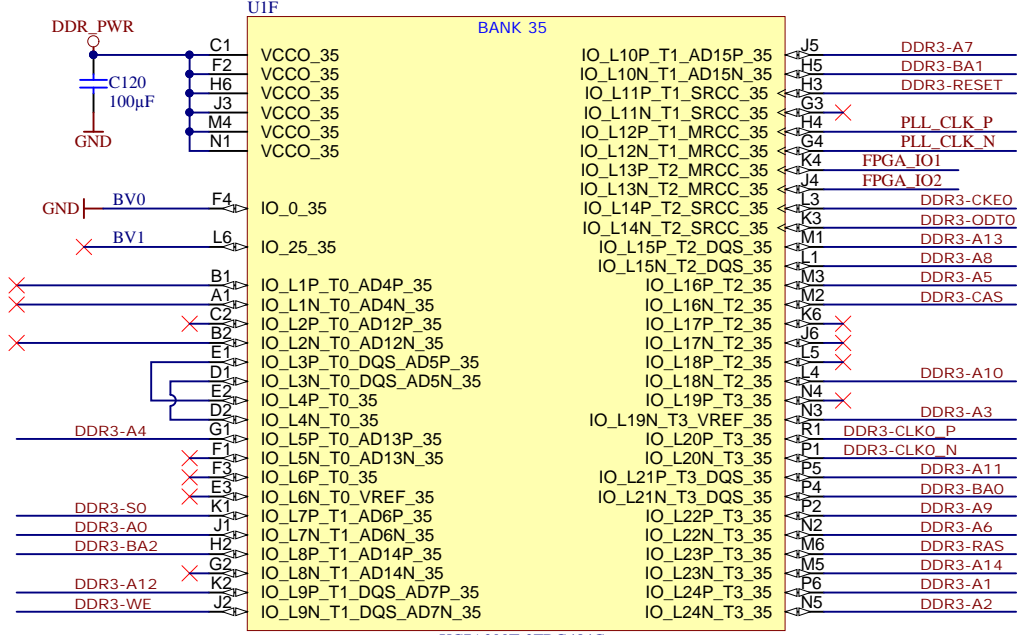 U1F
BANK 35
DDR_PWR
C120
100µF
GND
C1 VCCO_35
F2 VCCO_35
H6 VCCO_35
J3 VCCO_35
M4 VCCO_35
N1 VCCO_35
GND BV0 F4 IO_0_35
BV1 L6 IO_25_35
B1 IO_L1P_T0_AD4P_35
A1 IO_L1N_T0_AD4N_35
C2 IO_L2P_T0_AD12P_35
B2 IO_L2N_T0_AD12N_35
E1 IO_L3P_T0_DQS_AD5P_35
D1 IO_L3N_T0_DQS_AD5N_35
E2 IO_L4P_T0_35
D2 IO_L4N_T0_35
DDR3-A4 G1 IO_L5P_T0_AD13P_35
F1 IO_L5N_T0_AD13N_35
F3 IO_L6P_T0_35
E3 IO_L6N_T0_VREF_35
DDR3-S0 K1 IO_L7P_T1_AD6P_35
DDR3-A0 J1 IO_L7N_T1_AD6N_35
DDR3-BA2 H2 IO_L8P_T1_AD14P_35
G2 IO_L8N_T1_AD14N_35
DDR3-A12 K2 IO_L9P_T1_DQS_AD7P_35
DDR3-WE J2 IO_L9N_T1_DQS_AD7N_35
IO_L10P_T1_AD15P_35 J5 DDR3-A7
IO_L10N_T1_AD15N_35 H5 DDR3-BA1
IO_L11P_T1_SRCC_35 H3 DDR3-RESET
IO_L11N_T1_SRCC_35 G3
IO_L12P_T1_MRCC_35 H4 PLL_CLK_P
IO_L12N_T1_MRCC_35 G4 PLL_CLK_N
IO_L13P_T2_MRCC_35 K4 FPGA_IO1
IO_L13N_T2_MRCC_35 J4 FPGA_IO2
IO_L14P_T2_SRCC_35 L3 DDR3-CKE0
IO_L14N_T2_SRCC_35 K3 DDR3-ODT0
IO_L15P_T2_DQS_35 M1 DDR3-A13
IO_L15N_T2_DQS_35 L1 DDR3-A8
IO_L16P_T2_35 M3 DDR3-A5
IO_L16N_T2_35 M2 DDR3-CAS
IO_L17P_T2_35 K6
IO_L17N_T2_35 J6
IO_L18P_T2_35 L5
IO_L18N_T2_35 L4 DDR3-A10
IO_L19P_T3_35 N4
IO_L19N_T3_VREF_35 N3 DDR3-A3
IO_L20P_T3_35 R1 DDR3-CLK0_P
IO_L20N_T3_35 P1 DDR3-CLK0_N
IO_L21P_T3_DQS_35 P5 DDR3-A11
IO_L21N_T3_DQS_35 P4 DDR3-BA0
IO_L22P_T3_35 P2 DDR3-A9
IO_L22N_T3_35 N2 DDR3-A6
IO_L23P_T3_35 M6 DDR3-RAS
IO_L23N_T3_35 M5 DDR3-A14
IO_L24P_T3_35 P6 DDR3-A1
IO_L24N_T3_35 N5 DDR3-A2